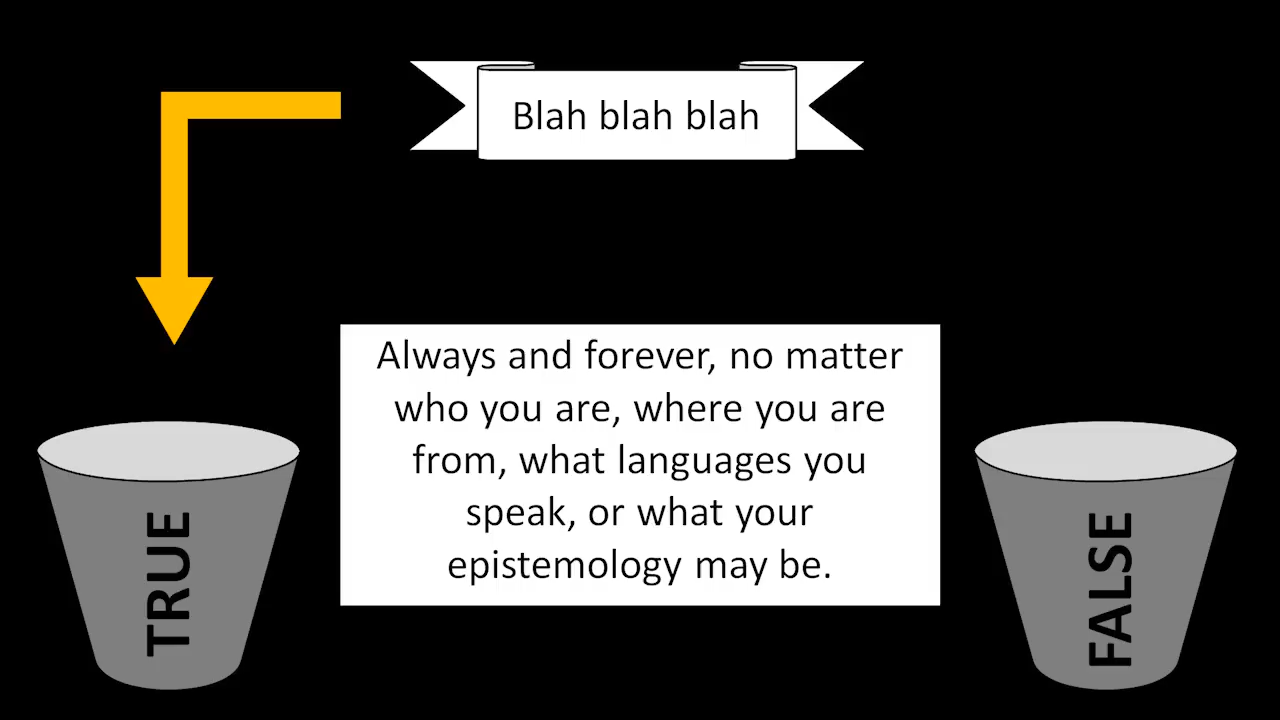 Blah blah blah
Always and forever, no matter
who you are, where you are
from, what languages you
speak, or what your
epistemology may be.
TRUE
FALSE